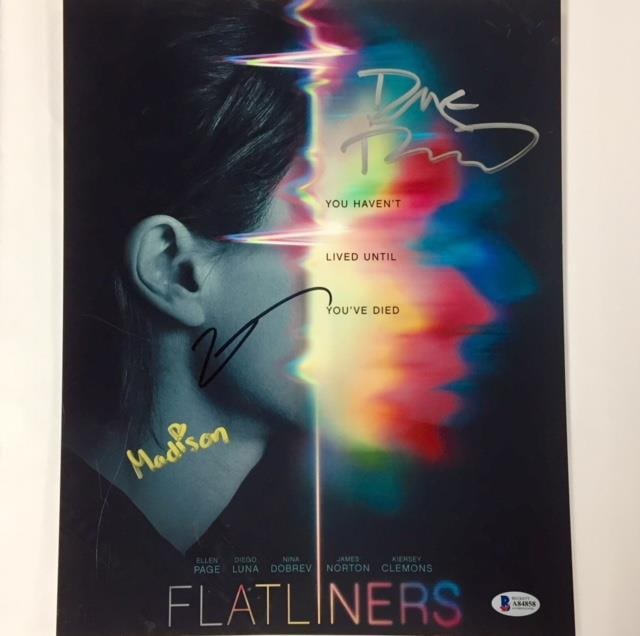 YOU HAVEN'T
LIVED UNTIL
YOU'VE DIED
Madison
ELLEN PAGE DIEGO LUNA NINA DOBREV JAMES NORTON KIERSEY CLEMONS
FLATLINERS
BECKETT
A84858